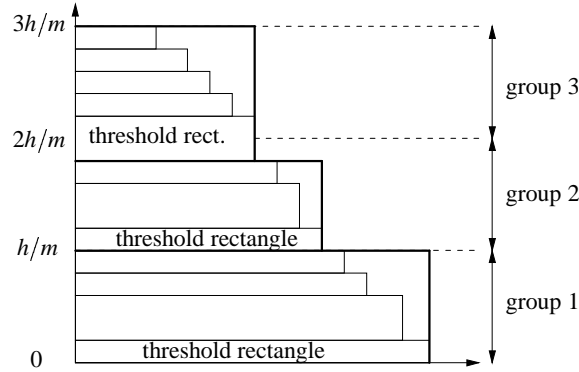 3h/m
group 3
threshold rect.
2h/m
group 2
threshold rectangle
h/m
group 1
threshold rectangle
0